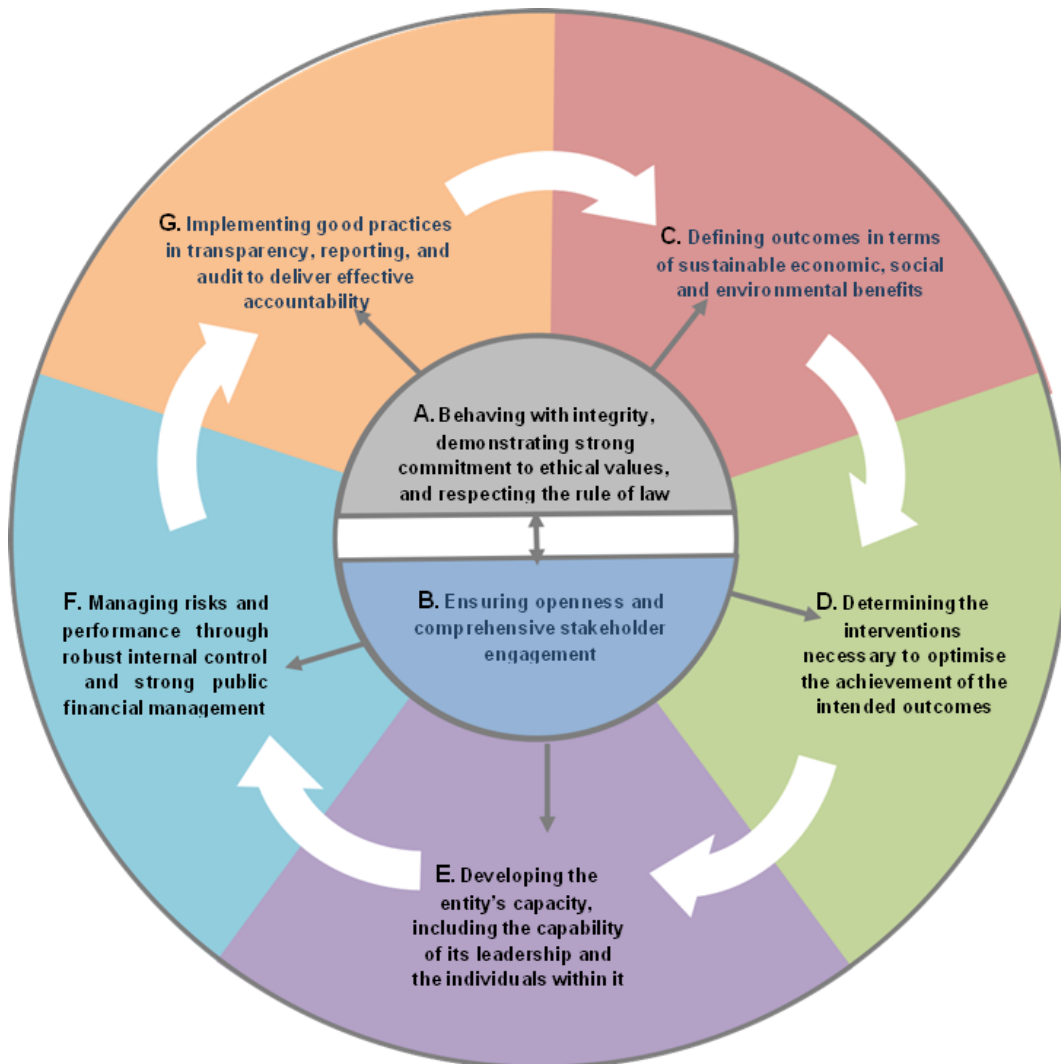 A. Behaving with integrity,
demonstrating strong
commitment to ethical values,
and respecting the rule of law
B. Ensuring openness and
comprehensive stakeholder
engagement
C. Defining outcomes in terms
of sustainable economic, social
and environmental benefits
D. Determining the
interventions
necessary to optimise
the achievement of the
intended outcomes
E. Developing the
entity's capacity,
including the capability
of its leadership and
the individuals within it
F. Managing risks and
performance through
robust internal control
and strong public
financial management
G. Implementing good practices
in transparency, reporting, and
audit to deliver effective
accountability